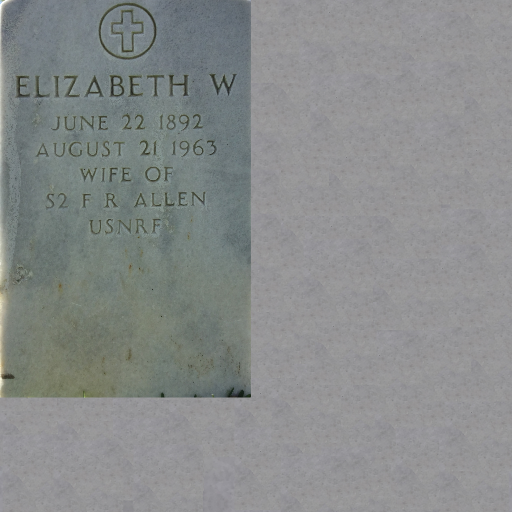 ELIZABETH W
JUNE 22 1892
AUGUST 21 1963
WIFE OF
S2 F R ALLEN
USNRF